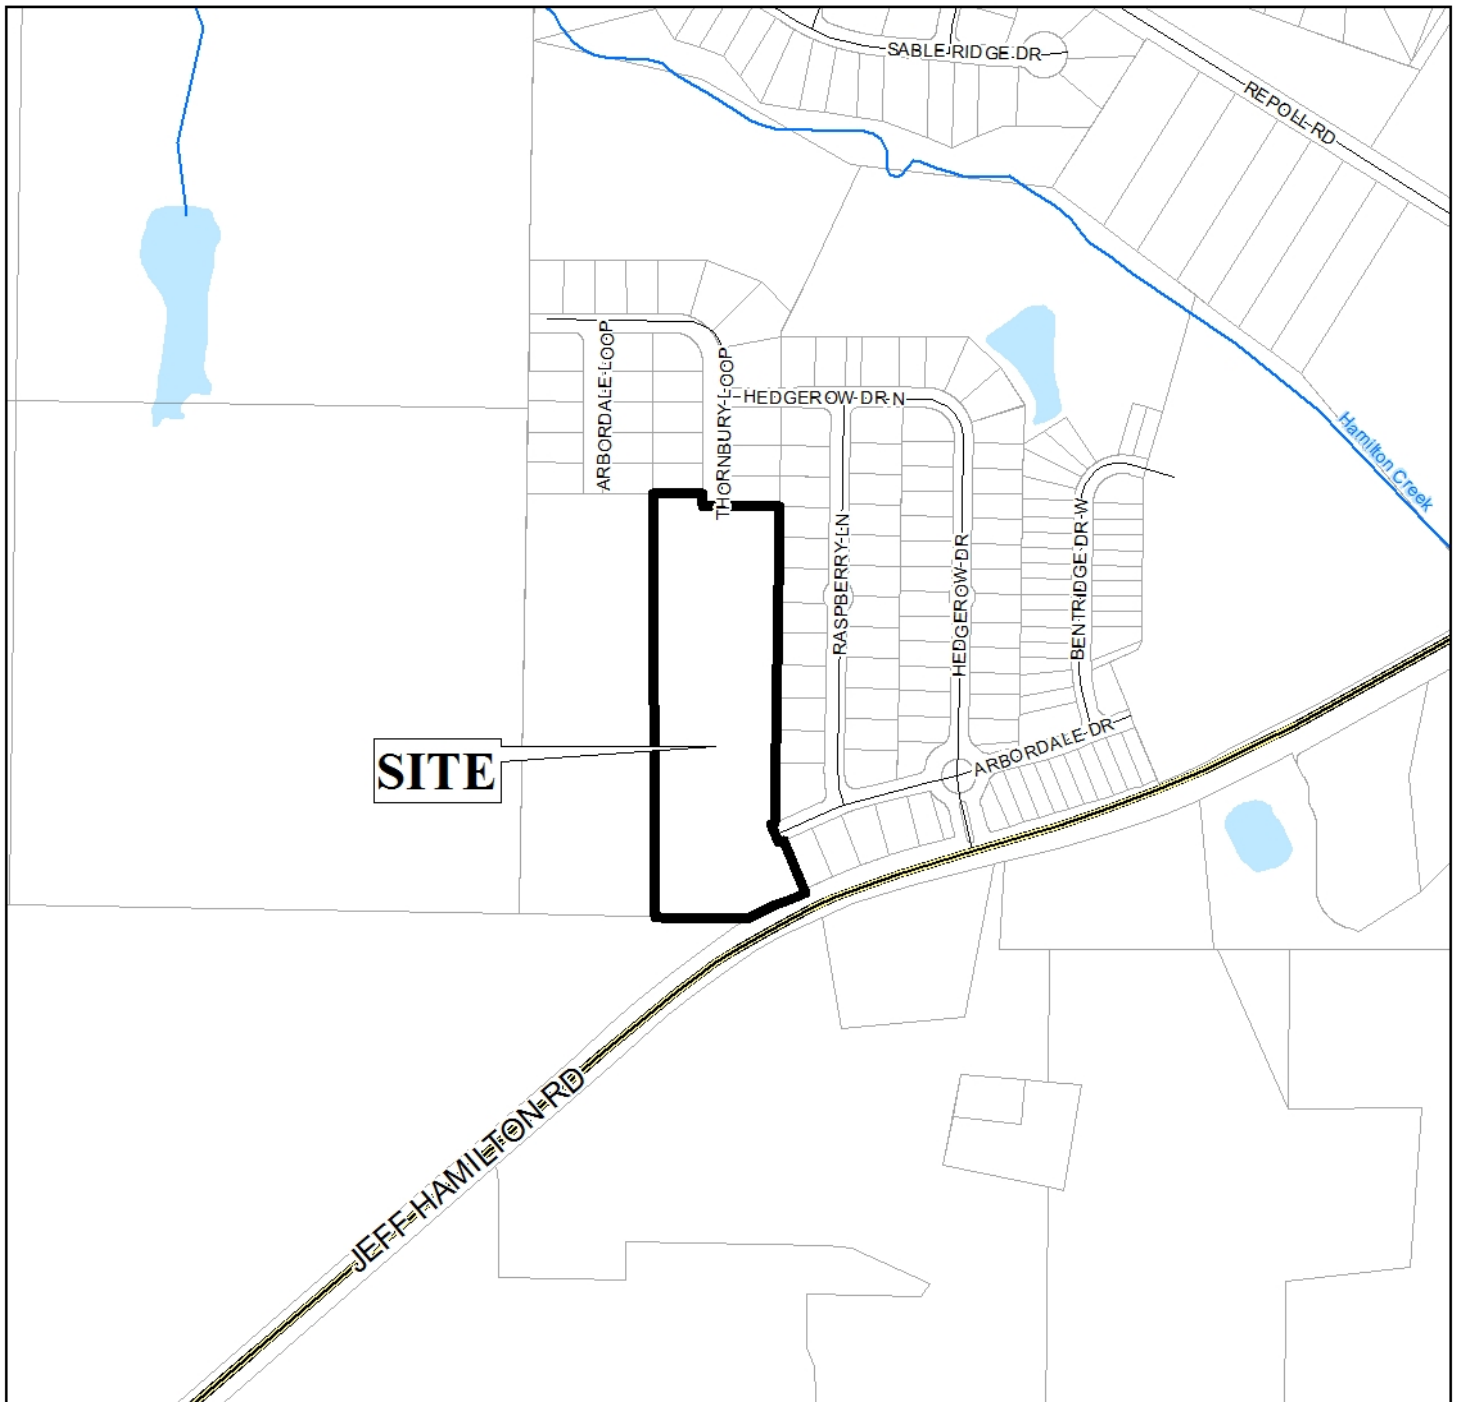 SABLE RIDGE DR
REPOLL RD
ARBORDALE LOOP
THORNBURY LOOP
HEDGEROW DR N
Hamilton Creek
RASPBERRY LN
HEDGEROW DR
BENTRIDGE DR W
ARBORDALE DR
SITE
JEFF HAMILTON RD